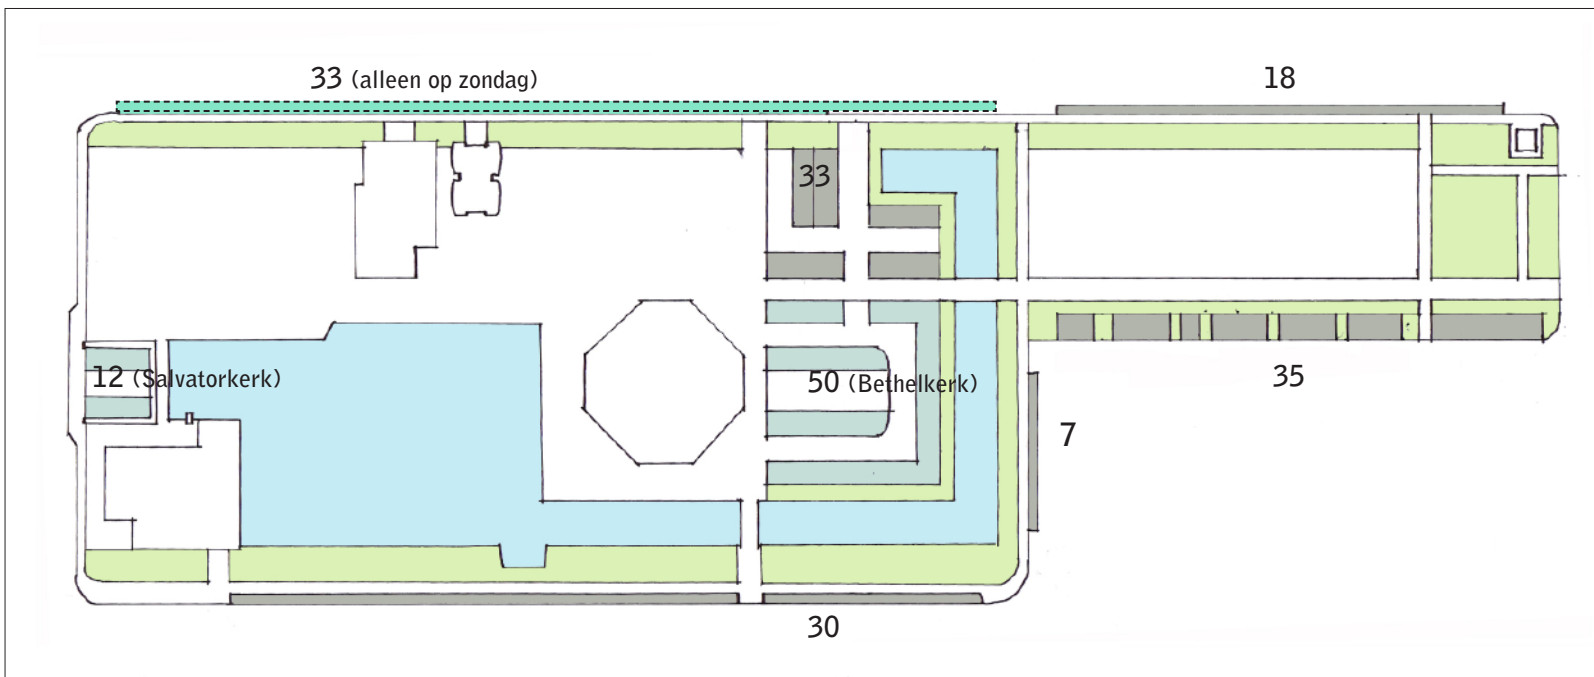 33 (alleen op zondag)
18
33
12 (Salvatorkerk)
50 (Bethelkerk)
35
7
30